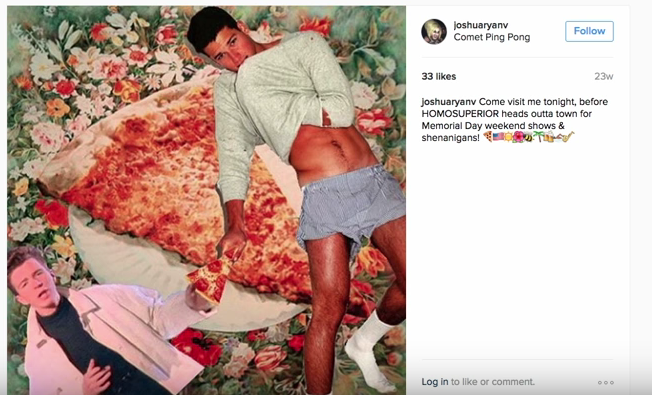 joshuaryanv
Comet Ping Pong
Follow
33 likes
23w
joshuaryanv Come visit me tonight, before
HOMOSUPERIOR heads outta town for
Memorial Day weekend shows &
shenanigans!
Log in to like or comment.